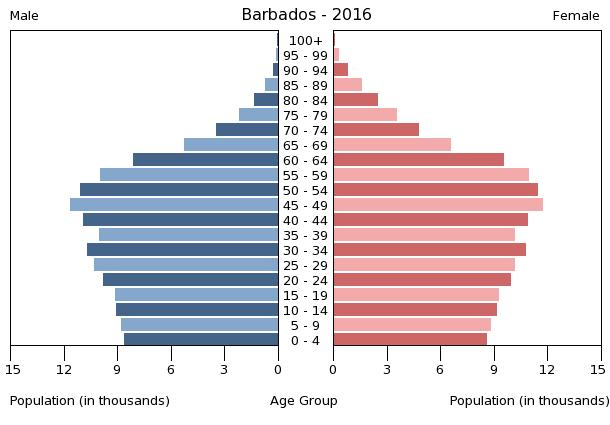 Male Barbados - 2016 Female
100+
95 - 99
90 - 94
85 - 89
80 - 84
75 - 79
70 - 74
65 - 69
60 - 64
55 - 59
50 - 54
45 - 49
40 - 44
35 - 39
30 - 34
25 - 29
20 - 24
15 - 19
10 - 14
5 - 9
0 - 4
15 12 9 6 3 0 0 3 6 9 12 15
Population (in thousands) Age Group Population (in thousands)